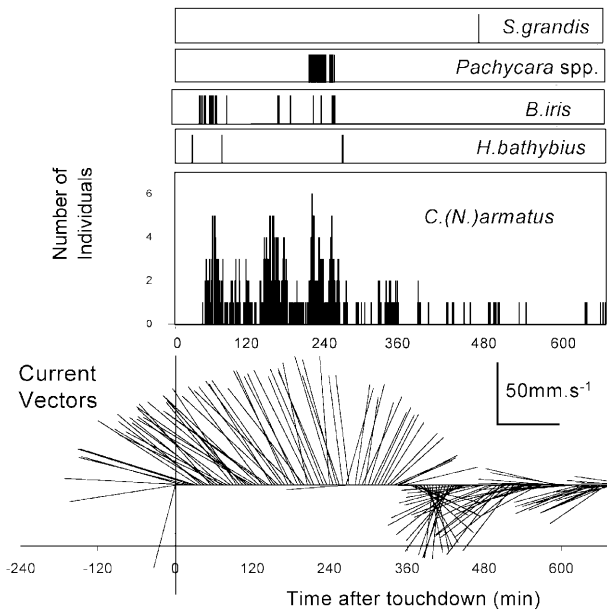 S.grandis
Pachycara spp.
B.iris
H.bathybius
C.(N.)armatus
Number of
Individuals
6
4
2
0
0 120 240 360 480 600
Current
Vectors
50mm.s⁻¹
-240 -120 0 120 240 360 480 600
Time after touchdown (min)